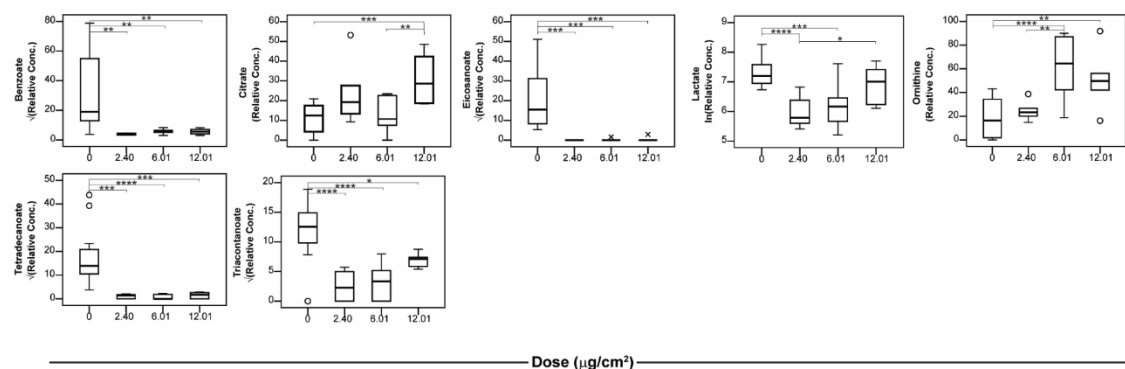 Benzoate
√(Relative Conc.)
80
60
40
20
0
**
**
**
0 2.40 6.01 12.01
Citrate
(Relative Conc.)
60
50
40
30
20
10
0
***
**
0 2.40 6.01 12.01
Eicosanoate
√(Relative Conc.)
60
50
40
30
20
10
0
***
***
***
0 2.40 6.01 12.01
Lactate
ln(Relative Conc.)
9
8
7
6
5
***
****
*
0 2.40 6.01 12.01
Ornithine
(Relative Conc.)
100
80
60
40
20
0
**
****
**
0 2.40 6.01 12.01
Tetradecanoate
√(Relative Conc.)
50
40
30
20
10
0
***
****
***
0 2.40 6.01 12.01
Triacontanoate
√(Relative Conc.)
20
15
10
5
0
*
****
****
0 2.40 6.01 12.01
Dose (μg/cm²)